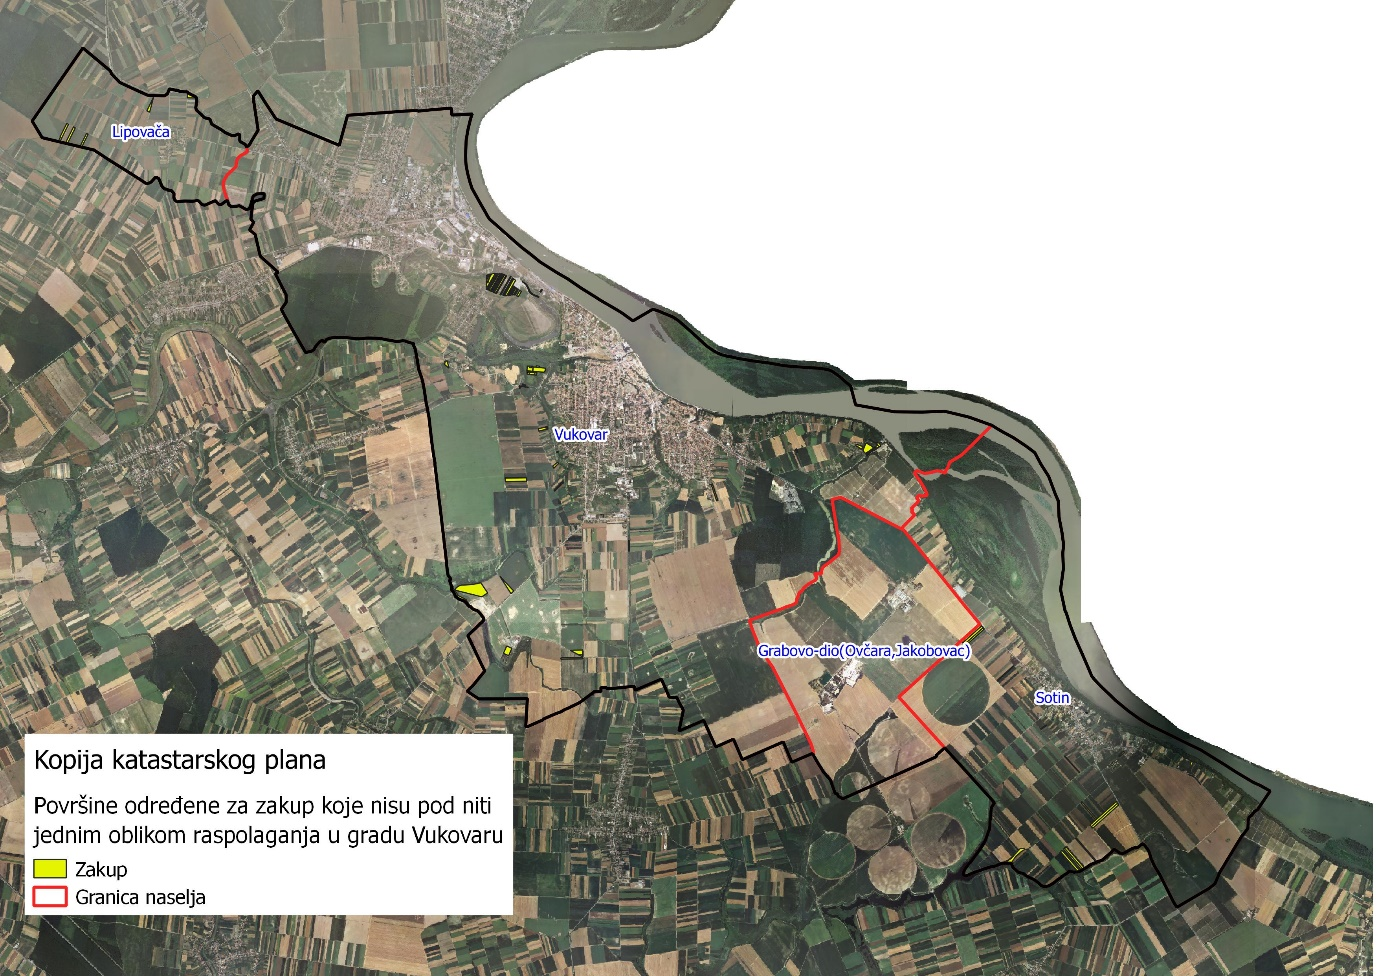 Lipovača
Vukovar
Grabovo-dio(Ovčara,Jakobovac)
Sotin
Kopija katastarskog plana
Površine određene za zakup koje nisu pod niti
jednim oblikom raspolaganja u gradu Vukovaru
Zakup
Granica naselja